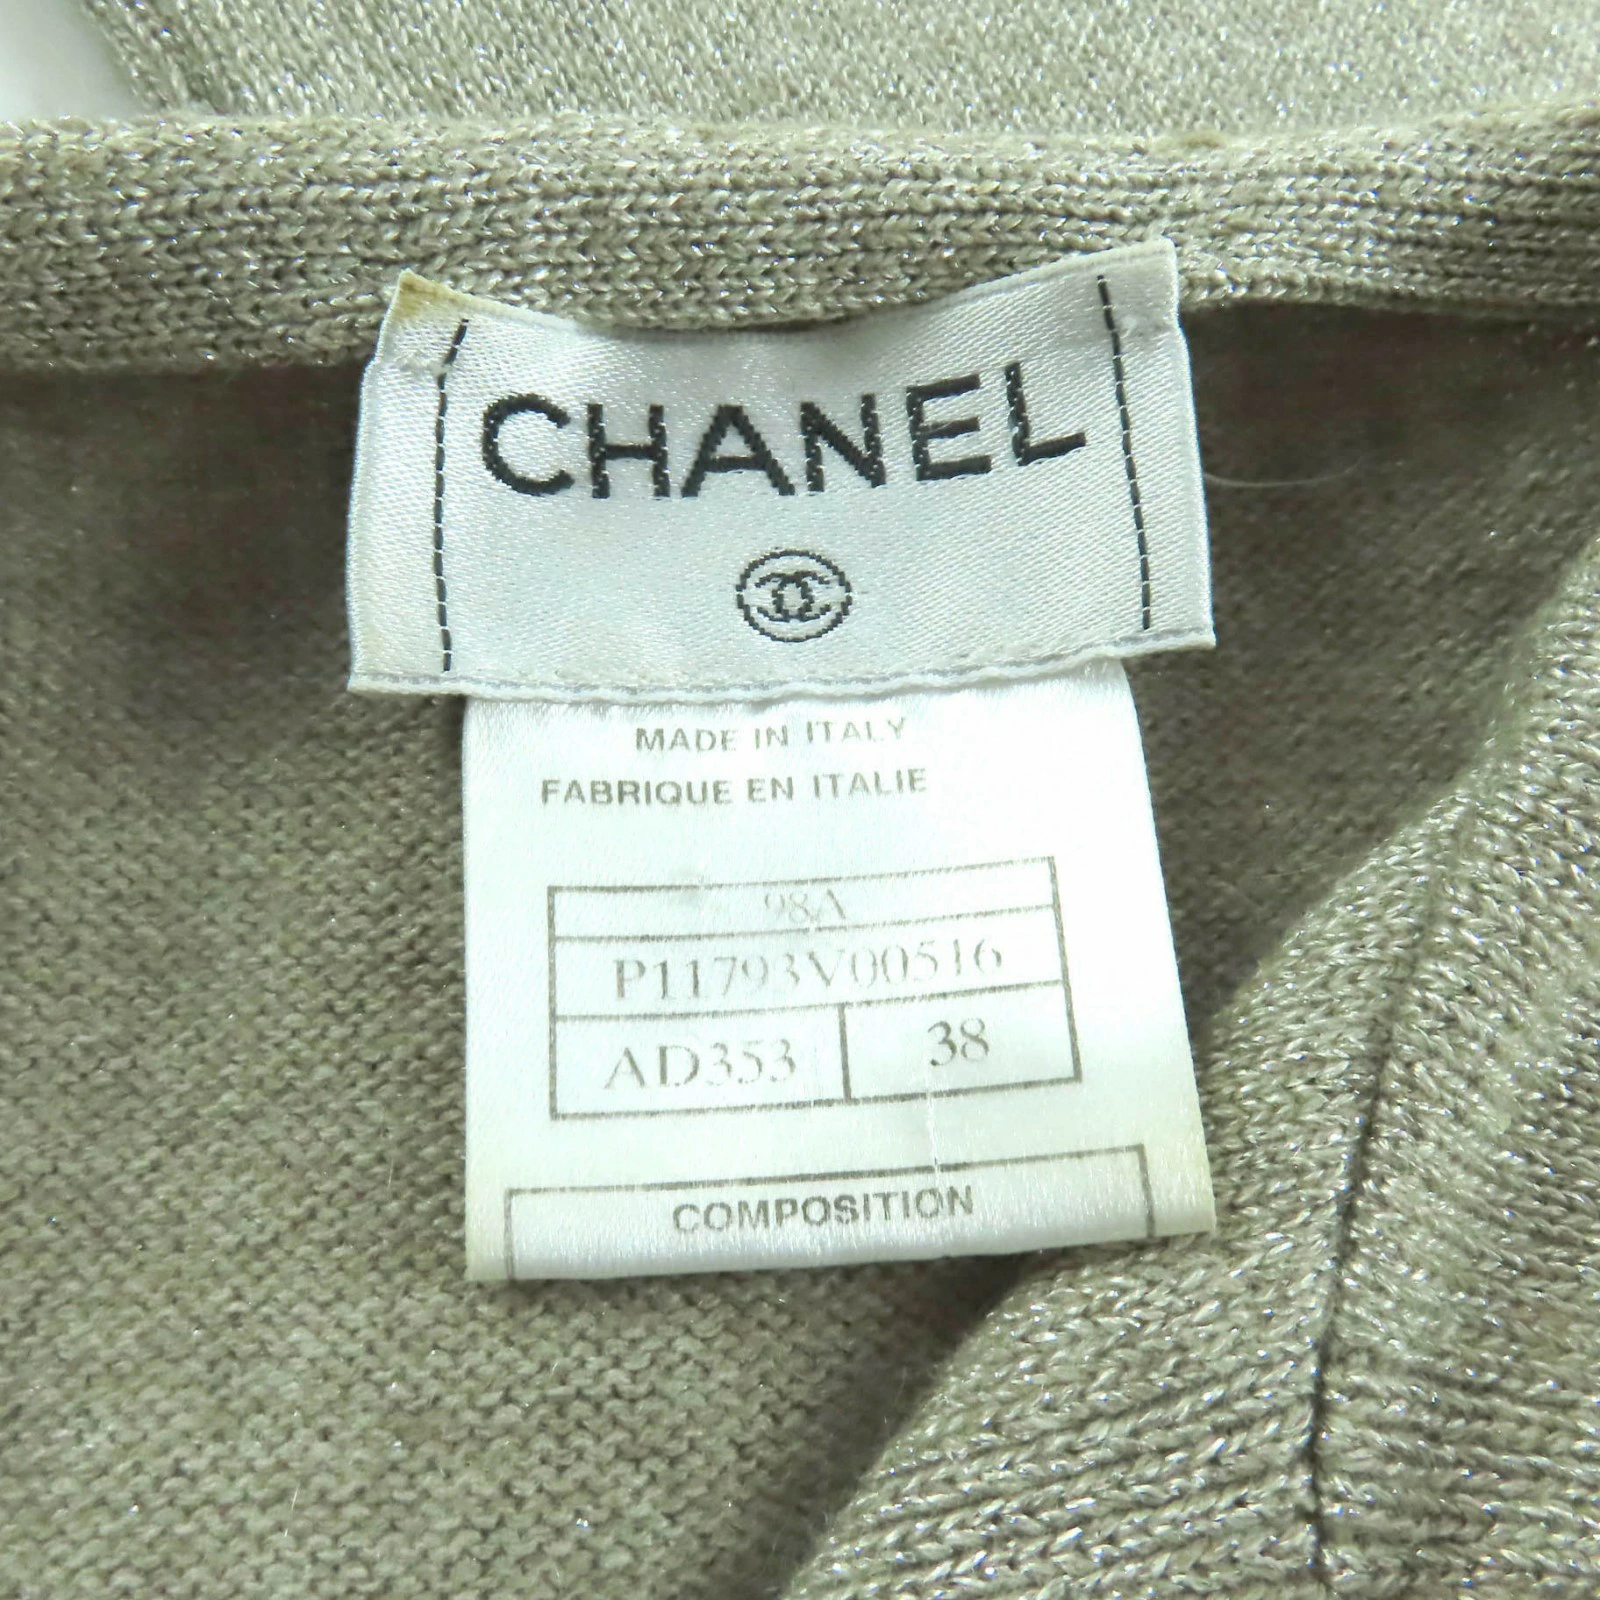 CHANEL
MADE IN ITALY
FABRIQUE EN ITALIE
98A
P11793V00516
AD353 38
COMPOSITION